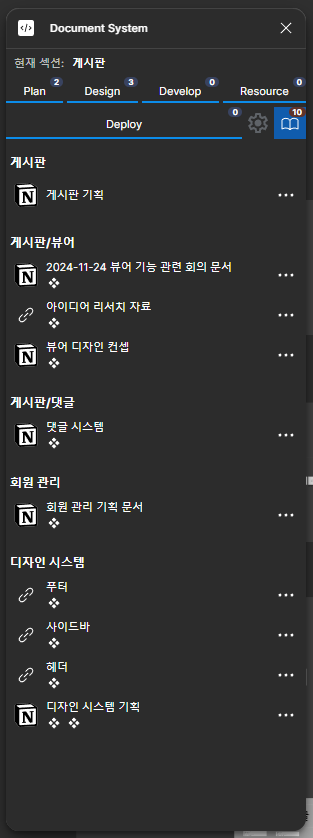 Document System
현재 섹션: 게시판
Plan 2 Design 3 Develop 0 Resource 0
Deploy 0 10
게시판
게시판 기획
게시판/뷰어
2024-11-24 뷰어 기능 관련 회의 문서
아이디어 리서치 자료
뷰어 디자인 컨셉
게시판/댓글
댓글 시스템
회원 관리
회원 관리 기획 문서
디자인 시스템
푸터
사이드바
헤더
디자인 시스템 기획